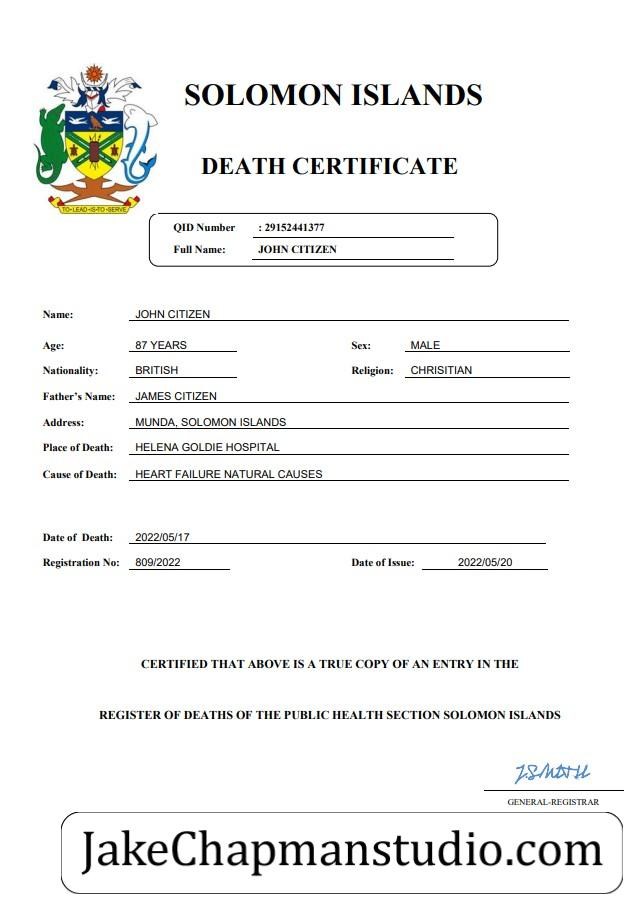 SOLOMON ISLANDS
DEATH CERTIFICATE
TO-LEAD-IS-TO-SERVE
QID Number : 29152441377
Full Name: JOHN CITIZEN
Name: JOHN CITIZEN
Age: 87 YEARS Sex: MALE
Nationality: BRITISH Religion: CHRISITIAN
Father's Name: JAMES CITIZEN
Address: MUNDA, SOLOMON ISLANDS
Place of Death: HELENA GOLDIE HOSPITAL
Cause of Death: HEART FAILURE NATURAL CAUSES
Date of Death: 2022/05/17
Registration No: 809/2022 Date of Issue: 2022/05/20
CERTIFIED THAT ABOVE IS A TRUE COPY OF AN ENTRY IN THE
REGISTER OF DEATHS OF THE PUBLIC HEALTH SECTION SOLOMON ISLANDS
GENERAL-REGISTRAR
JakeChapmanstudio.com